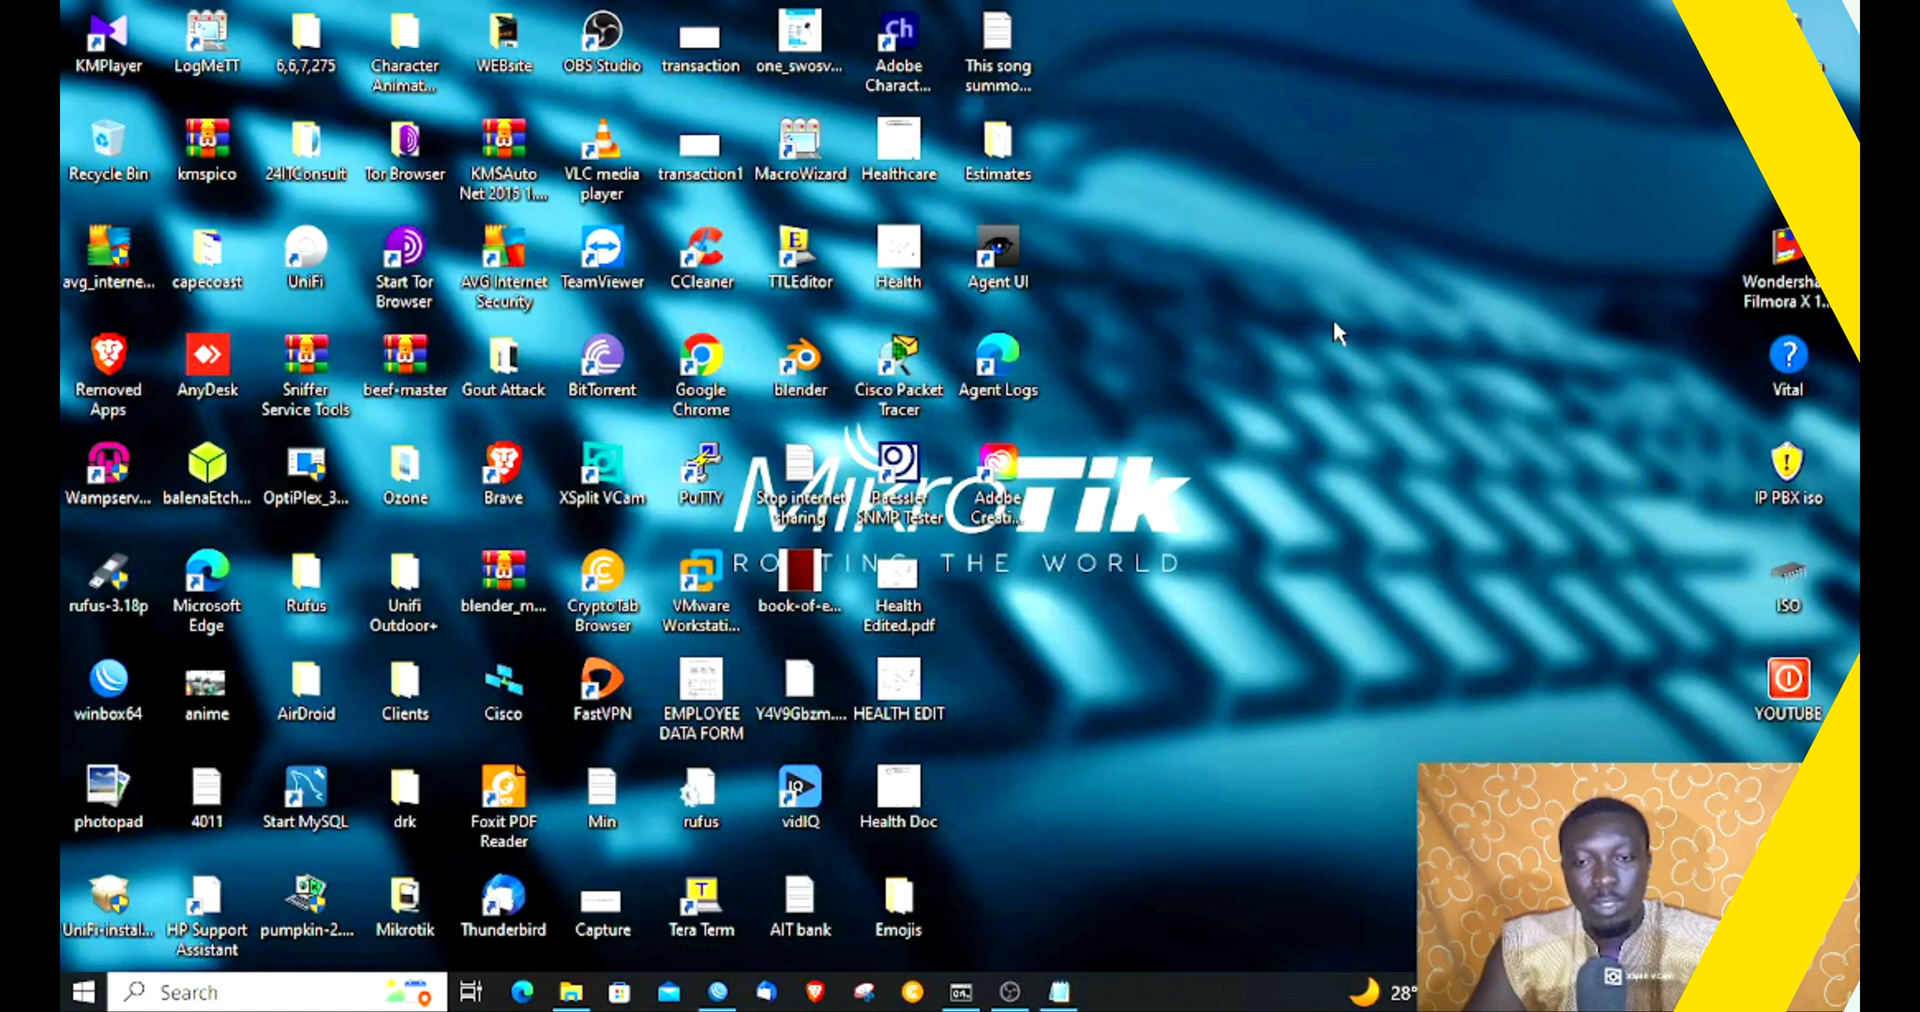 KMPlayer
LogMeTT
6,6,7,275
Character
Animat...
WEBsite
OBS Studio
transaction
one_swosv...
Adobe
Charact...
This song
summo...
Recycle Bin
kmspico
24ITConsult
Tor Browser
KMSAuto
Net 2015 1....
VLC media
player
transaction1
MacroWizard
Healthcare
Estimates
avg_interne...
capecoast
UniFi
Start Tor
Browser
AVG Internet
Security
TeamViewer
CCleaner
TTLEditor
Health
Agent UI
Wondersha
Filmora X 1...
Removed
Apps
AnyDesk
Sniffer
Service Tools
beef-master
Gout Attack
BitTorrent
Google
Chrome
blender
Cisco Packet
Tracer
Agent Logs
Vital
Wampserv...
balenaEtch...
OptiPlex_3...
Ozone
Brave
XSplit VCam
PuTTY
Stop internet
sharing
Paessler
SNMP Tester
Adobe
Creati...
IP PBX iso
MikroTik
ROUTING THE WORLD
rufus-3.18p
Microsoft
Edge
Rufus
Unifi
Outdoor+
blender_m...
CryptoTab
Browser
VMware
Workstati...
book-of-e...
Health
Edited.pdf
ISO
winbox64
anime
AirDroid
Clients
Cisco
FastVPN
EMPLOYEE
DATA FORM
Y4V9Gbzm....
HEALTH EDIT
YOUTUBE
photopad
4011
Start MySQL
drk
Foxit PDF
Reader
Min
rufus
vidIQ
Health Doc
UniFi-instal...
HP Support
Assistant
pumpkin-2....
Mikrotik
Thunderbird
Capture
Tera Term
AIT bank
Emojis
Search
28°